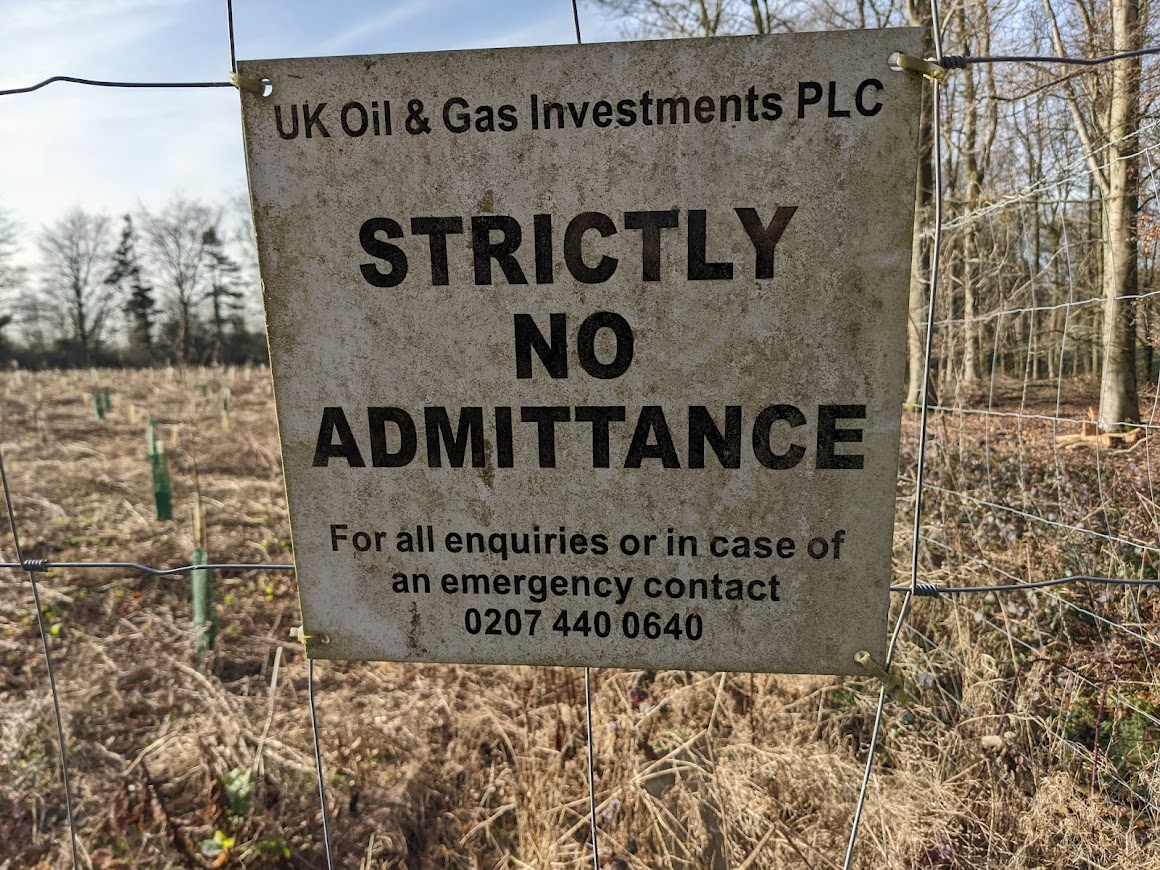 UK Oil & Gas Investments PLC
STRICTLY
NO
ADMITTANCE
For all enquiries or in case of
an emergency contact
0207 440 0640